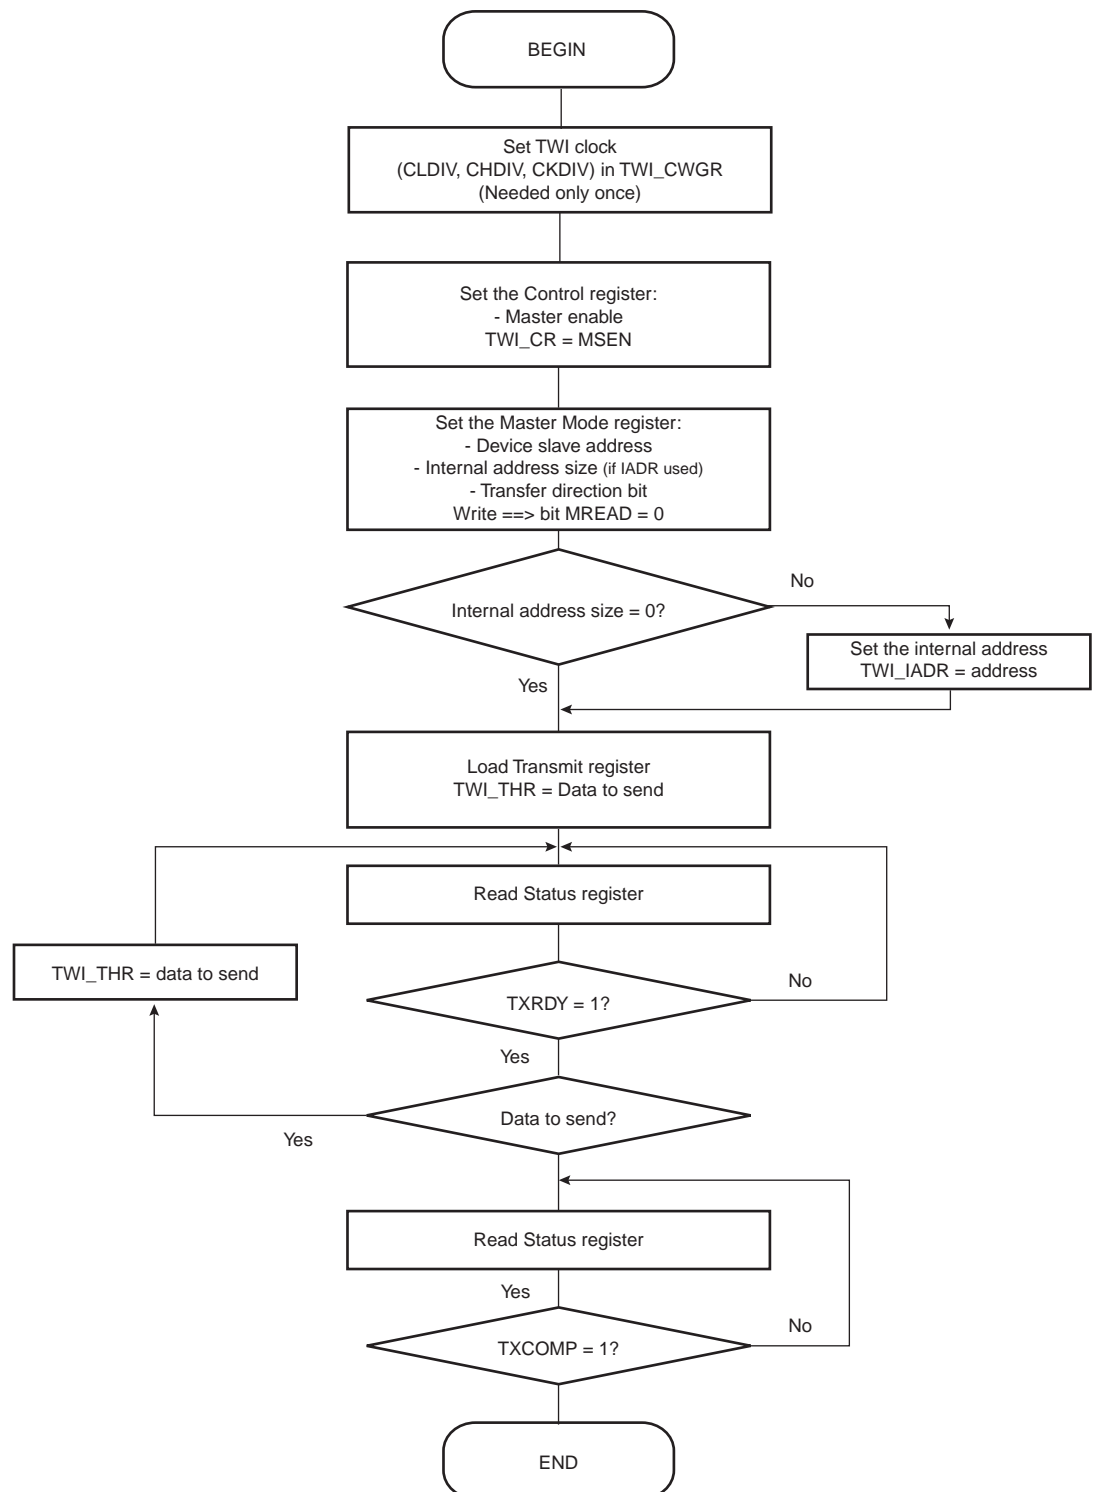 BEGIN
Set TWI clock
(CLDIV, CHDIV, CKDIV) in TWI_CWGR
(Needed only once)
Set the Control register:
- Master enable
TWI_CR = MSEN
Set the Master Mode register:
- Device slave address
- Internal address size (if IADR used)
- Transfer direction bit
Write ==> bit MREAD = 0
No
Internal address size = 0?
Set the internal address
TWI_IADR = address
Yes
Load Transmit register
TWI_THR = Data to send
Read Status register
TWI_THR = data to send
No
TXRDY = 1?
Yes
Data to send?
Yes
Read Status register
Yes
No
TXCOMP = 1?
END